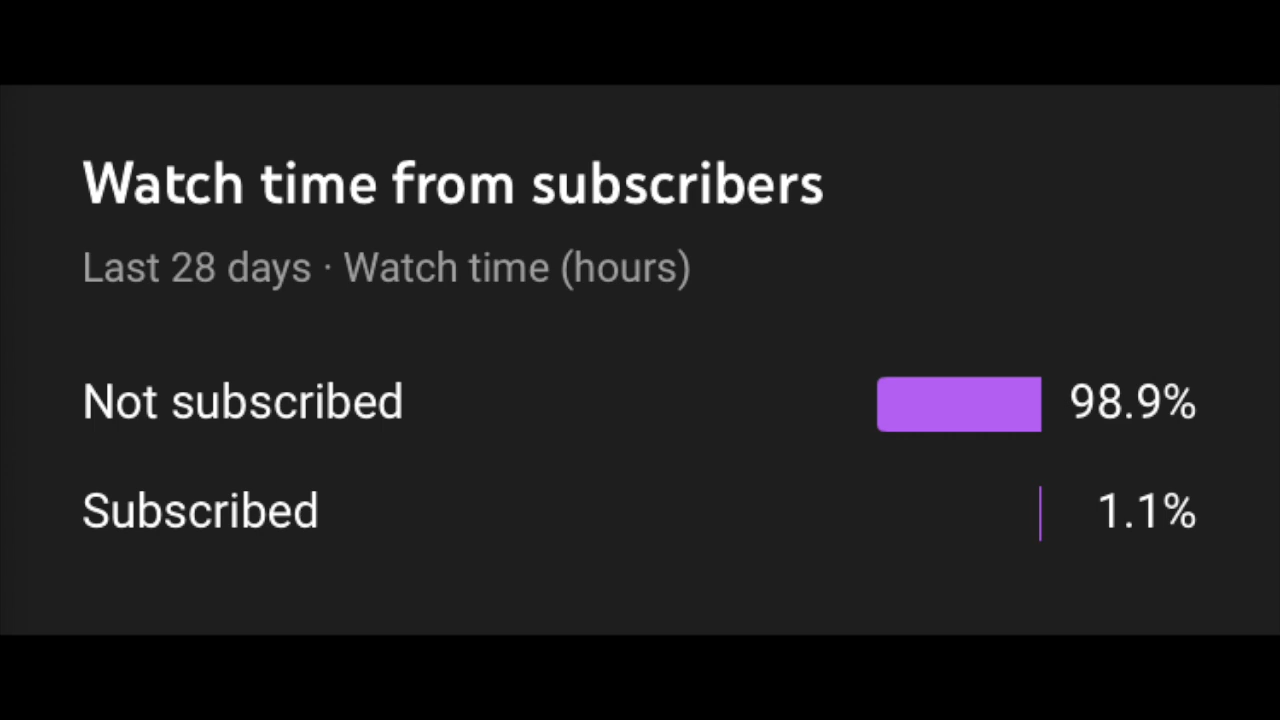 Watch time from subscribers
Last 28 days · Watch time (hours)
Not subscribed 98.9%
Subscribed 1.1%